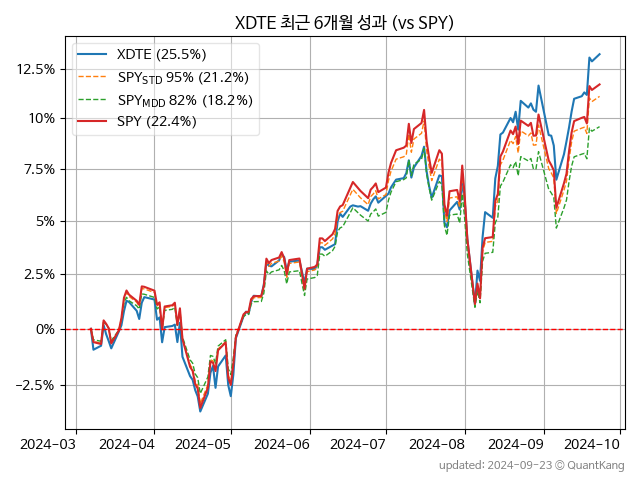 XDTE 최근 6개월 성과 (vs SPY)
XDTE (25.5%)
SPY_STD 95% (21.2%)
SPY_MDD 82% (18.2%)
SPY (22.4%)
12.5%
10%
7.5%
5%
2.5%
0%
−2.5%
2024-03 2024-04 2024-05 2024-06 2024-07 2024-08 2024-09 2024-10
updated: 2024-09-23 © QuantKang